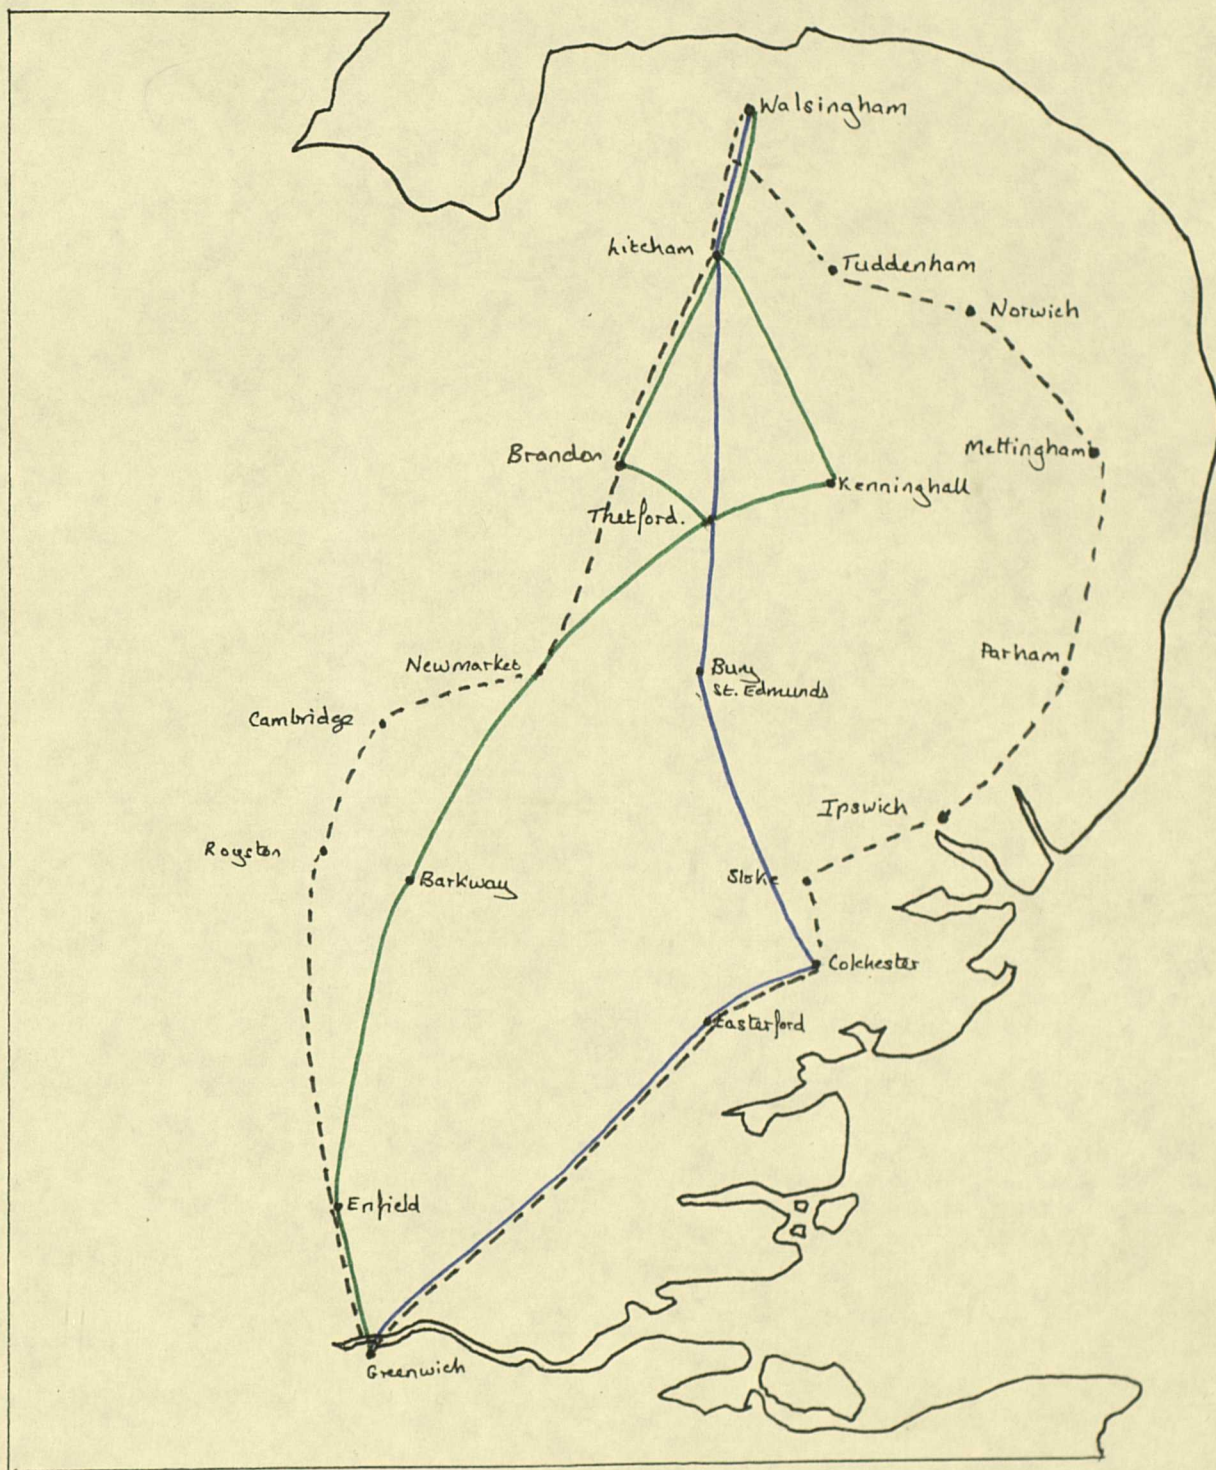 Walsingham
Litcham
Tuddenham
Norwich
Brandon
Mettingham
Kenninghall
Thetford.
Newmarket
Parham
Bury
St. Edmunds
Cambridge
Ipswich
Royston
Barkway
Stoke
Colchester
Easterford
Enfield
Greenwich